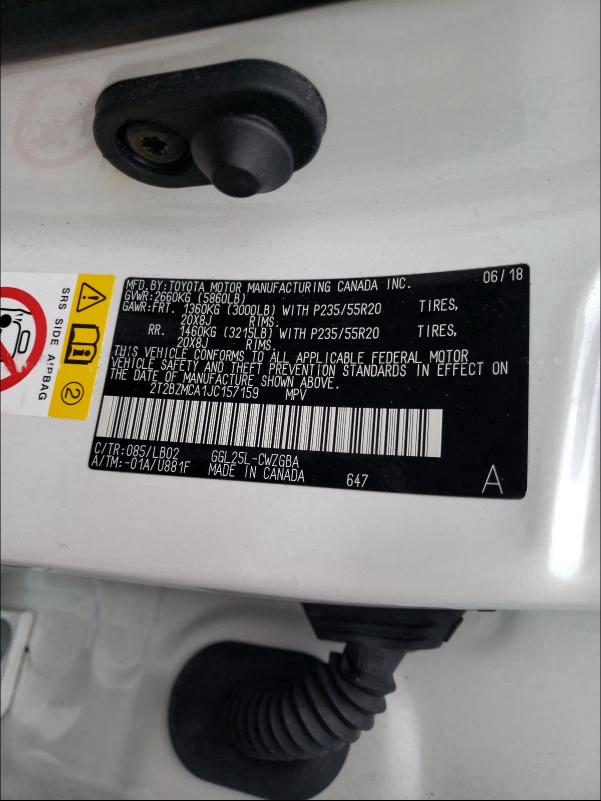 MFD.BY:TOYOTA MOTOR MANUFACTURING CANADA INC. 06/18
GVWR:2660KG (5860LB)
GAWR:FRT. 1360KG (3000LB) WITH P235/55R20 TIRES,
20X8J RIMS.
RR. 1460KG (3215LB) WITH P235/55R20 TIRES,
20X8J RIMS.
THIS VEHICLE CONFORMS TO ALL APPLICABLE FEDERAL MOTOR
VEHICLE SAFETY AND THEFT PREVENTION STANDARDS IN EFFECT ON
THE DATE OF MANUFACTURE SHOWN ABOVE.
2T2BZMCA1JC157159 MPV
C/TR:085/LB02 GGL25L-CWZGBA
A/TM:-01A/U881F MADE IN CANADA 647 A
SRS SIDE AIRBAG
2